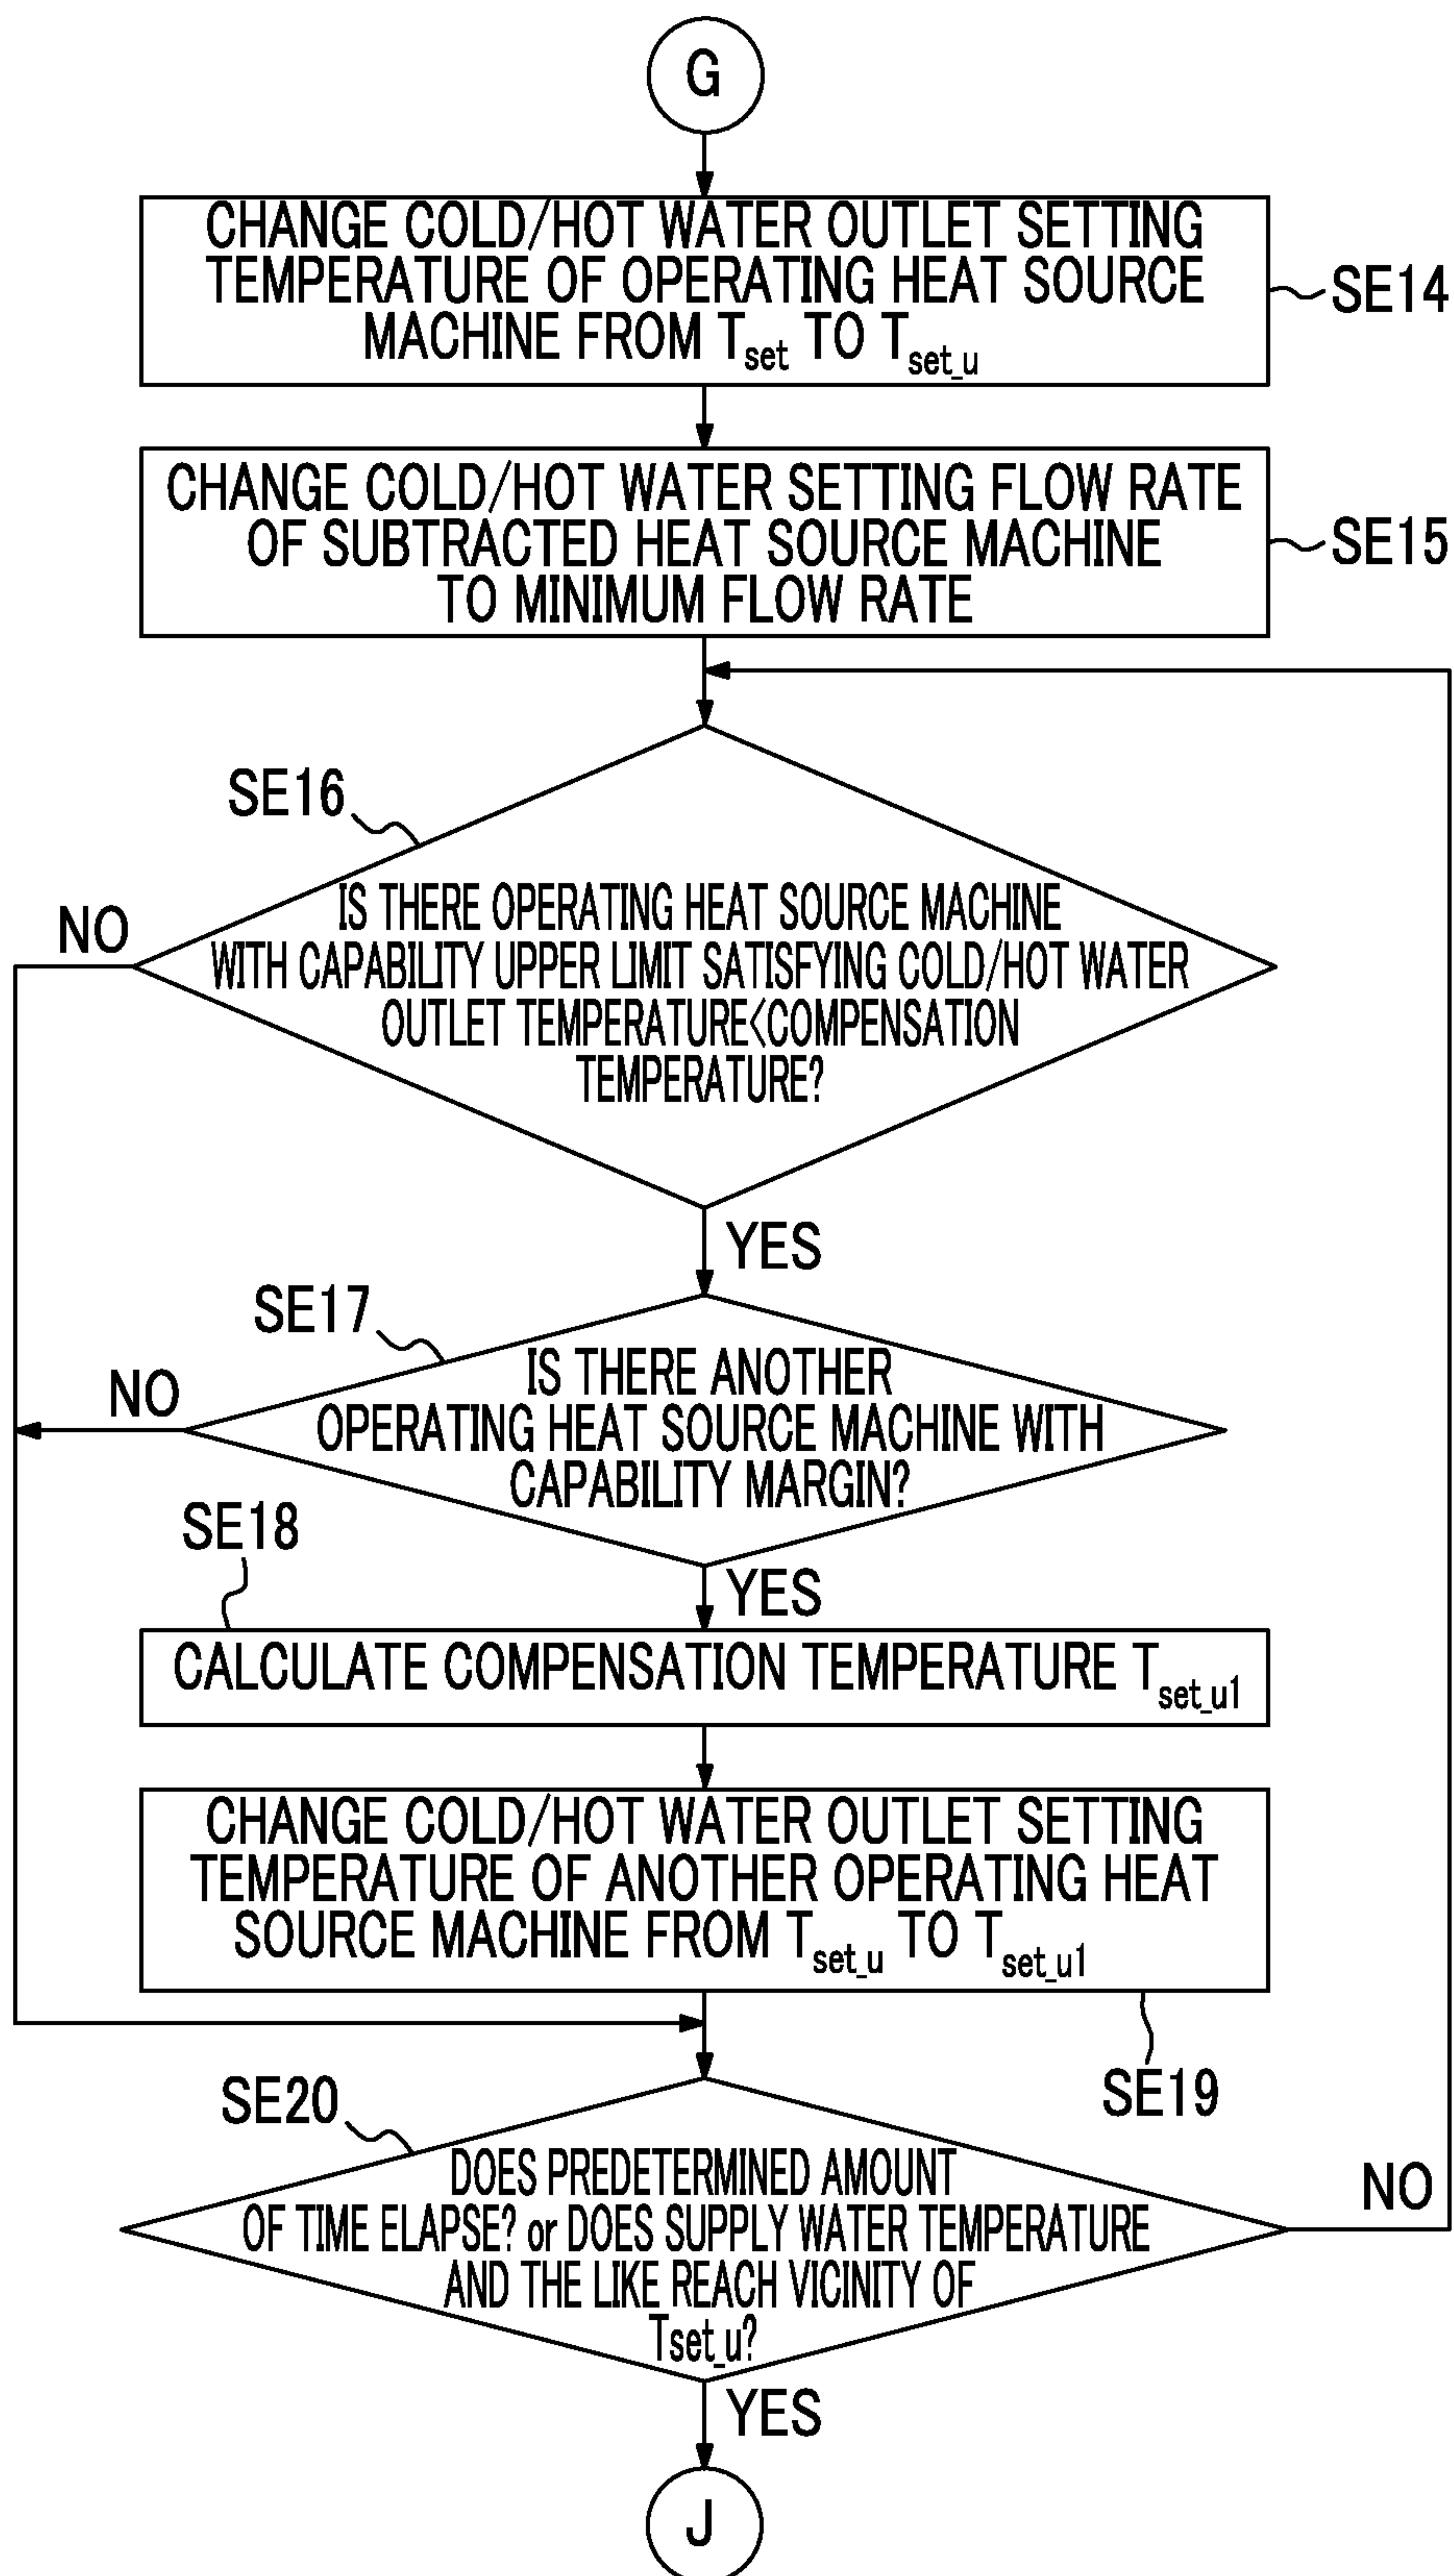 G
CHANGE COLD/HOT WATER OUTLET SETTING
TEMPERATURE OF OPERATING HEAT SOURCE
MACHINE FROM Tset TO Tset_u
SE14
CHANGE COLD/HOT WATER SETTING FLOW RATE
OF SUBTRACTED HEAT SOURCE MACHINE
TO MINIMUM FLOW RATE
SE15
SE16
NO
IS THERE OPERATING HEAT SOURCE MACHINE
WITH CAPABILITY UPPER LIMIT SATISFYING COLD/HOT WATER
OUTLET TEMPERATURE<COMPENSATION
TEMPERATURE?
YES
SE17
NO
IS THERE ANOTHER
OPERATING HEAT SOURCE MACHINE WITH
CAPABILITY MARGIN?
YES
SE18
CALCULATE COMPENSATION TEMPERATURE Tset_u1
CHANGE COLD/HOT WATER OUTLET SETTING
TEMPERATURE OF ANOTHER OPERATING HEAT
SOURCE MACHINE FROM Tset_u TO Tset_u1
SE19
SE20
DOES PREDETERMINED AMOUNT
OF TIME ELAPSE? or DOES SUPPLY WATER TEMPERATURE
AND THE LIKE REACH VICINITY OF
Tset_u?
NO
YES
J